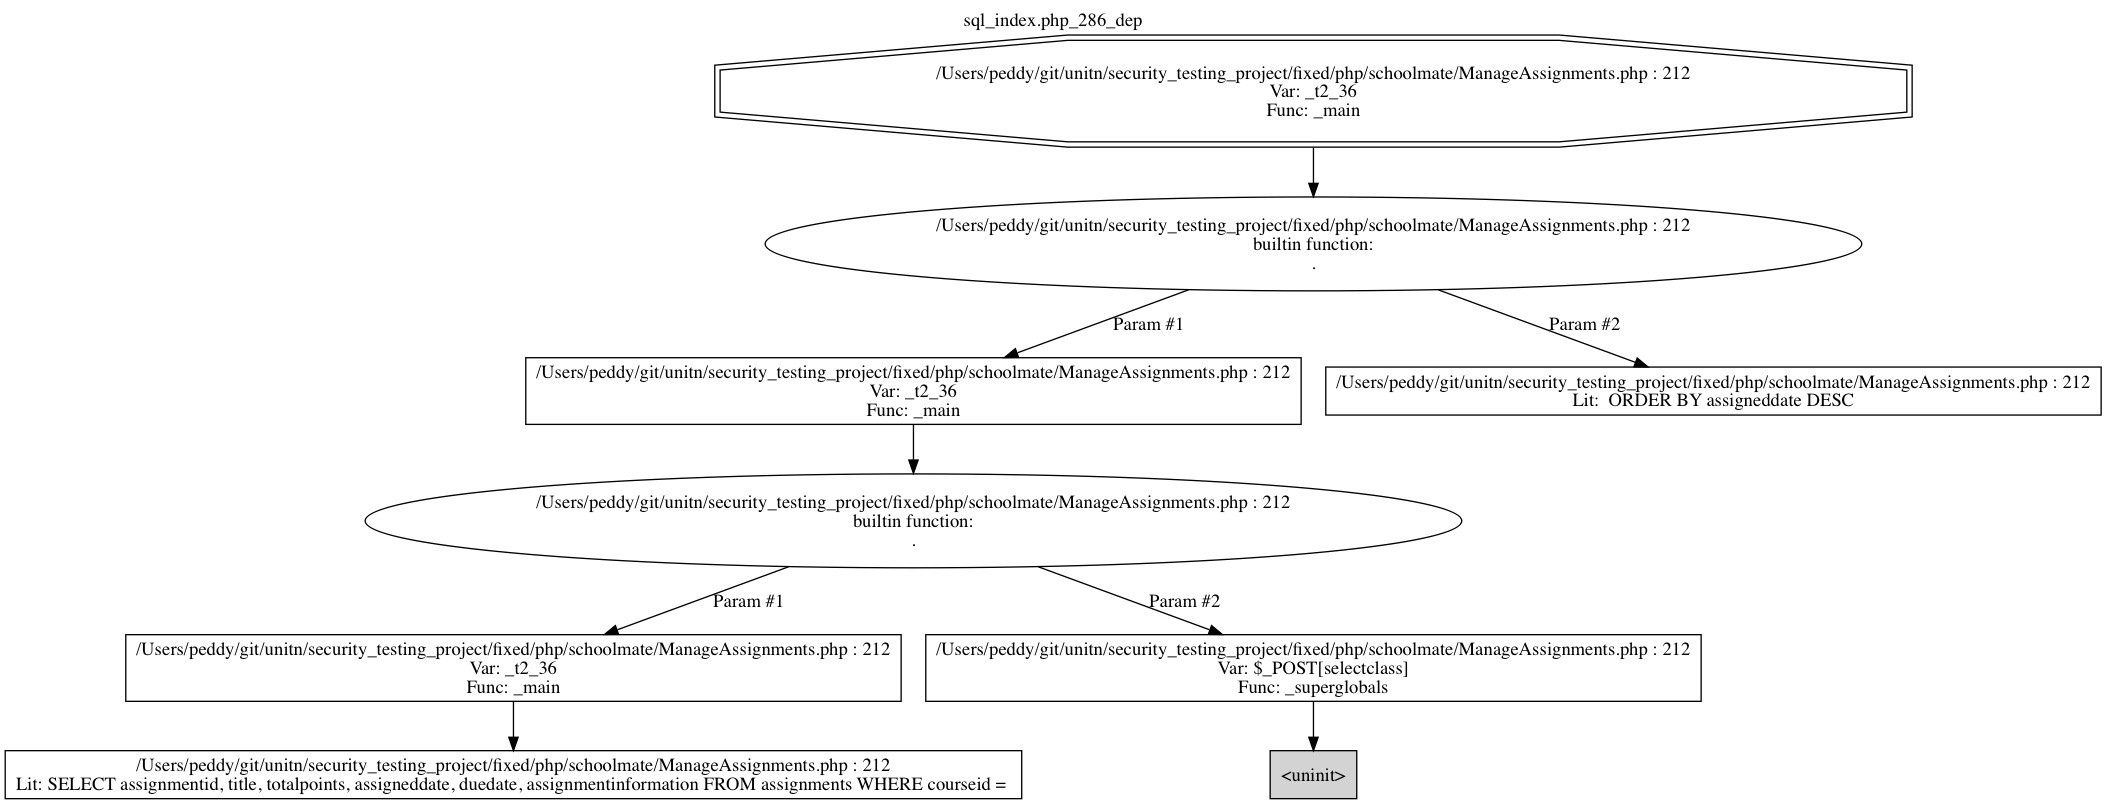 sql_index.php_286_dep
/Users/peddy/git/unitn/security_testing_project/fixed/php/schoolmate/ManageAssignments.php : 212
Var: _t2_36
Func: _main
/Users/peddy/git/unitn/security_testing_project/fixed/php/schoolmate/ManageAssignments.php : 212
builtin function:
.
Param #1
Param #2
/Users/peddy/git/unitn/security_testing_project/fixed/php/schoolmate/ManageAssignments.php : 212
Var: _t2_36
Func: _main
/Users/peddy/git/unitn/security_testing_project/fixed/php/schoolmate/ManageAssignments.php : 212
Lit:  ORDER BY assigneddate DESC
/Users/peddy/git/unitn/security_testing_project/fixed/php/schoolmate/ManageAssignments.php : 212
builtin function:
.
Param #1
Param #2
/Users/peddy/git/unitn/security_testing_project/fixed/php/schoolmate/ManageAssignments.php : 212
Var: _t2_36
Func: _main
/Users/peddy/git/unitn/security_testing_project/fixed/php/schoolmate/ManageAssignments.php : 212
Var: $_POST[selectclass]
Func: _superglobals
/Users/peddy/git/unitn/security_testing_project/fixed/php/schoolmate/ManageAssignments.php : 212
Lit: SELECT assignmentid, title, totalpoints, assigneddate, duedate, assignmentinformation FROM assignments WHERE courseid =
<uninit>